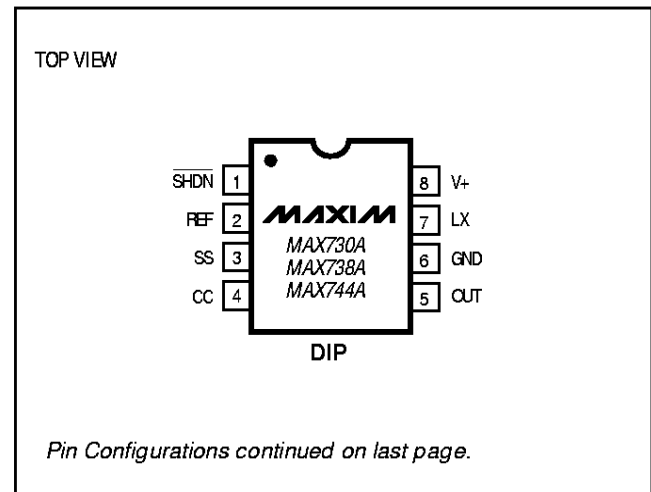 TOP VIEW
SHDN 1
REF 2
SS 3
CC 4
MAXIM
MAX730A
MAX738A
MAX744A
8 V+
7 LX
6 GND
5 OUT
DIP
Pin Configurations continued on last page.